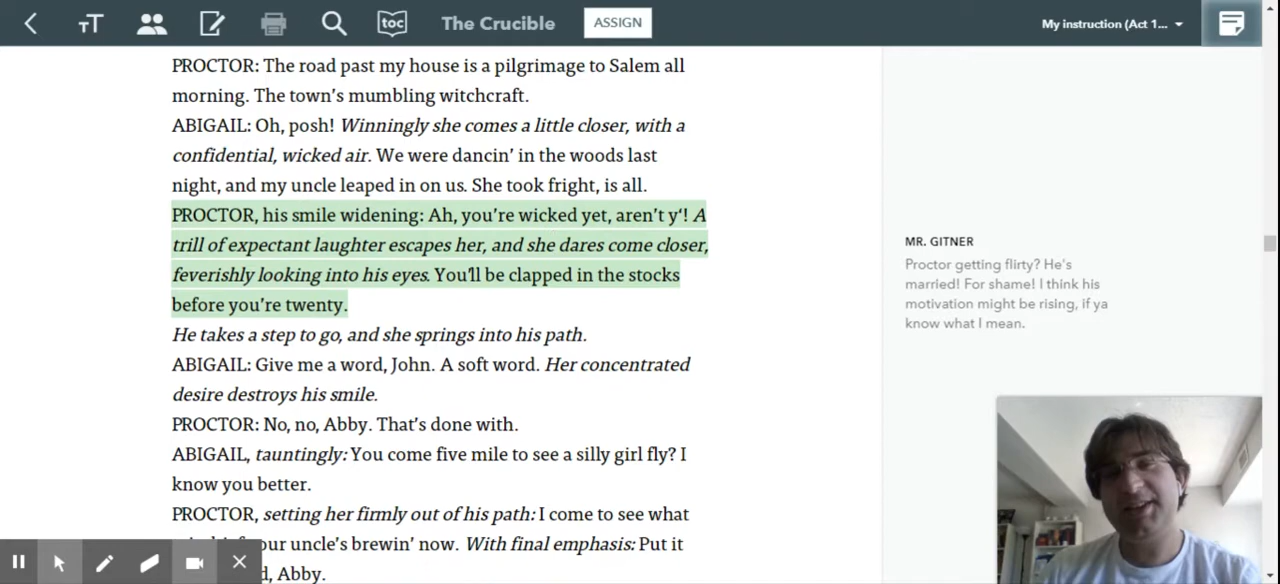 тT
toc
The Crucible
ASSIGN
My instruction (Act 1...
PROCTOR: The road past my house is a pilgrimage to Salem all
morning. The town's mumbling witchcraft.
ABIGAIL: Oh, posh! Winningly she comes a little closer, with a
confidential, wicked air. We were dancin' in the woods last
night, and my uncle leaped in on us. She took fright, is all.
PROCTOR, his smile widening: Ah, you're wicked yet, aren't y'! A
trill of expectant laughter escapes her, and she dares come closer,
feverishly looking into his eyes. You'll be clapped in the stocks
before you're twenty.
He takes a step to go, and she springs into his path.
ABIGAIL: Give me a word, John. A soft word. Her concentrated
desire destroys his smile.
PROCTOR: No, no, Abby. That's done with.
ABIGAIL, tauntingly: You come five mile to see a silly girl fly? I
know you better.
PROCTOR, setting her firmly out of his path: I come to see what
our uncle's brewin' now. With final emphasis: Put it
Abby.
MR. GITNER
Proctor getting flirty? He's
married! For shame! I think his
motivation might be rising, if ya
know what I mean.